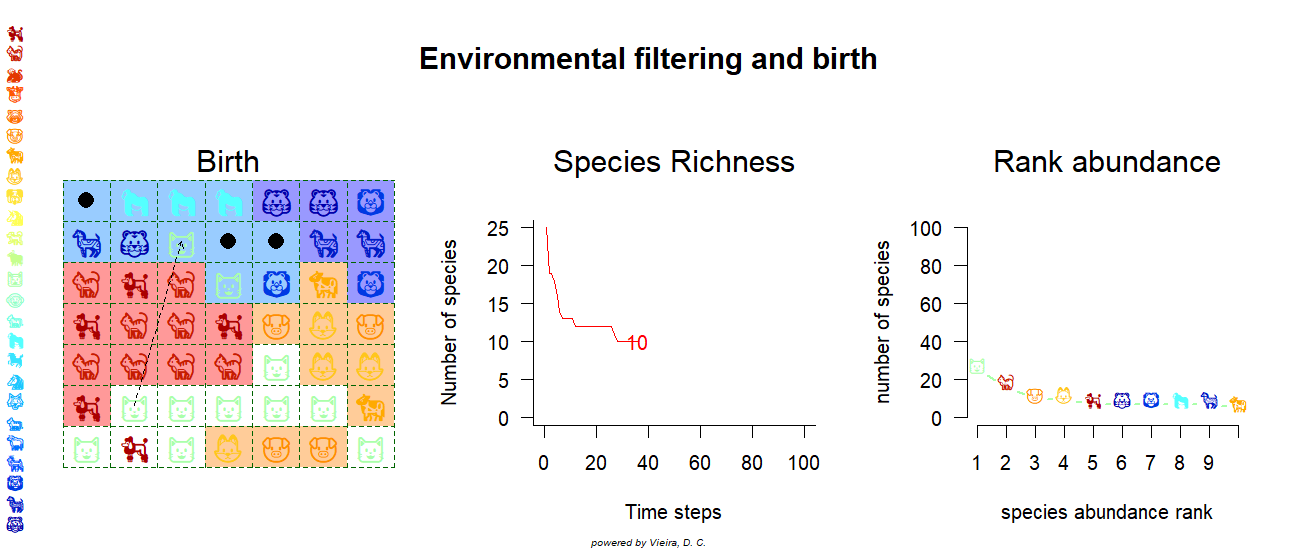 Environmental filtering and birth
Birth
Species Richness
Rank abundance
Number of species
25
20
15
10
5
0
10
0 20 40 60 80 100
Time steps
number of species
100
80
60
40
20
0
1 2 3 4 5 6 7 8 9
species abundance rank
powered by Vieira, D. C.